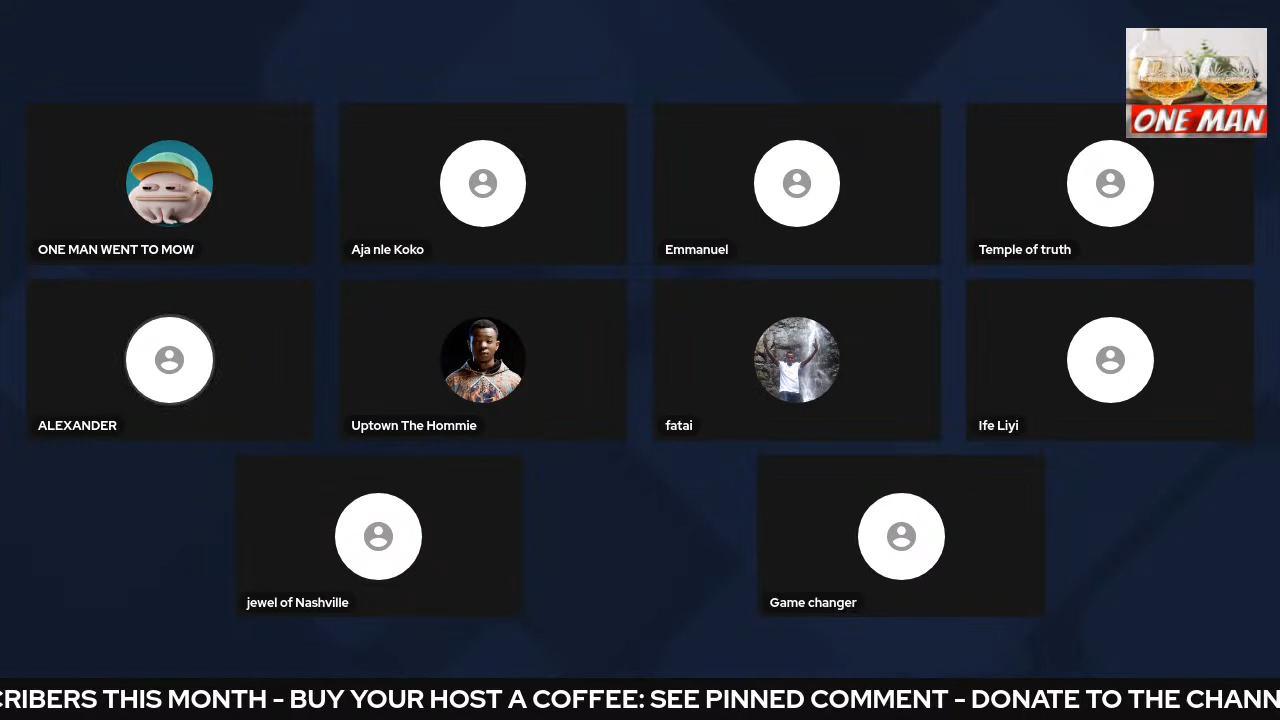 ONE MAN
ONE MAN WENT TO MOW
Aja nle Koko
Emmanuel
Temple of truth
ALEXANDER
Uptown The Hommie
fatai
Ife Liyi
jewel of Nashville
Game changer
CRIBERS THIS MONTH - BUY YOUR HOST A COFFEE: SEE PINNED COMMENT - DONATE TO THE CHANN